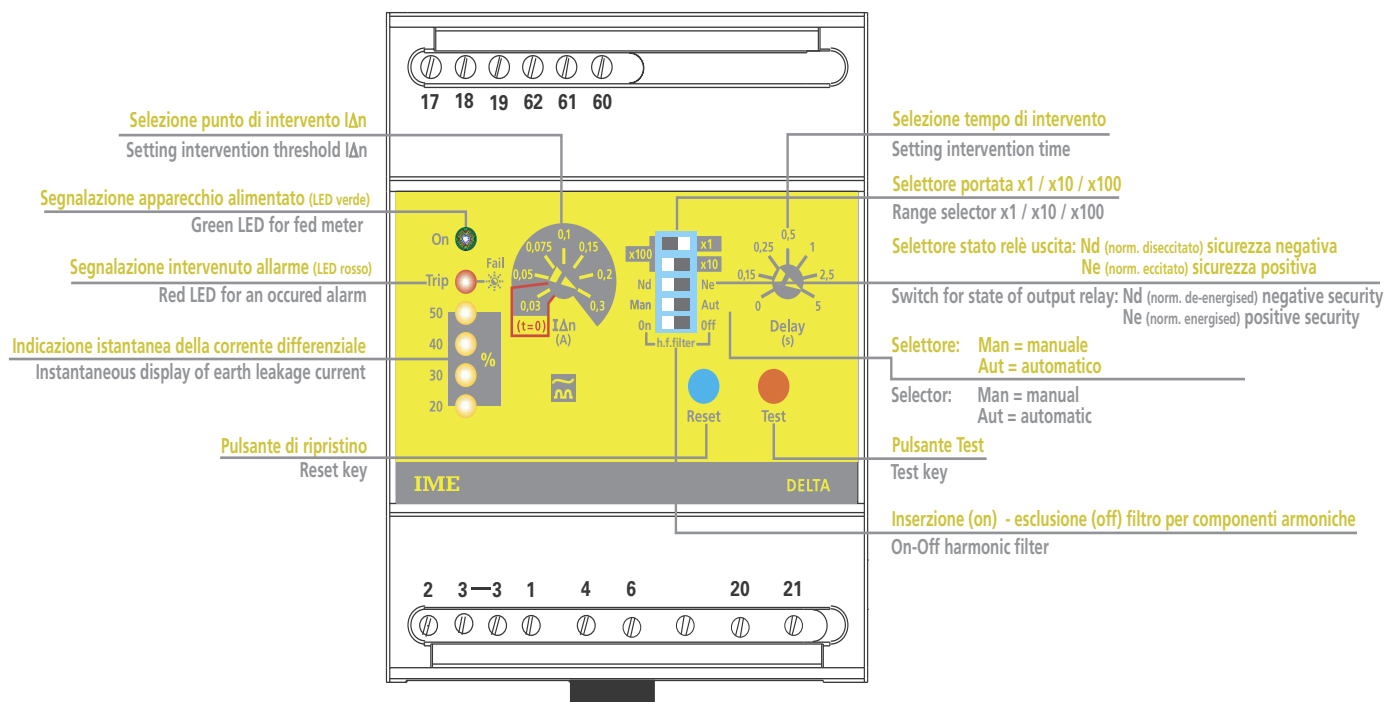 17 18 19 62 61 60
Selezione punto di intervento IΔn
Setting intervention threshold IΔn
Segnalazione apparecchio alimentato (LED verde)
Green LED for fed meter
Segnalazione intervenuto allarme (LED rosso)
Red LED for an occured alarm
Indicazione istantanea della corrente differenziale
Instantaneous display of earth leakage current
Pulsante di ripristino
Reset key
On
Trip
Fail
50
40
30
20
%
0,03
0,05
0,075
0,1
0,15
0,2
0,3
(t=0)
IΔn
(A)
x100
x1
x10
Nd Ne
Man Aut
On Off
h.f.filter
0
0,15
0,25
0,5
1
2,5
5
Delay
(s)
Reset
Test
IME
DELTA
Selezione tempo di intervento
Setting intervention time
Selettore portata x1 / x10 / x100
Range selector x1 / x10 / x100
Selettore stato relè uscita: Nd (norm. diseccitato) sicurezza negativa
Ne (norm. eccitato) sicurezza positiva
Switch for state of output relay: Nd (norm. de-energised) negative security
Ne (norm. energised) positive security
Selettore: Man = manuale
Aut = automatico
Selector: Man = manual
Aut = automatic
Pulsante Test
Test key
Inserzione (on) - esclusione (off) filtro per componenti armoniche
On-Off harmonic filter
2 3—3 1 4 6 20 21